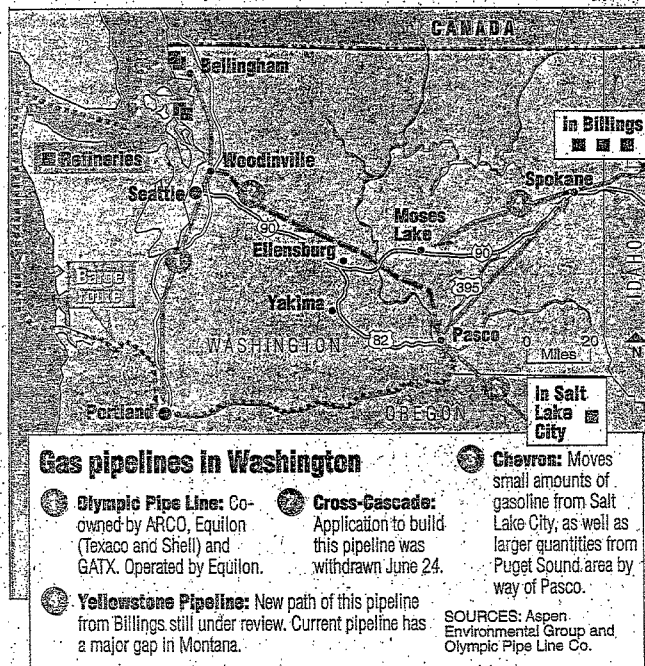 CANADA
Bellingham
in Billings
Refineries
Woodinville
Spokane
Seattle
Moses
Lake
90
Ellensburg
90
IDAHO
395
Barge
route
Yakima
82
Pasco
WASHINGTON
0 20
Miles
N
Portland
OREGON
In Salt
Lake
City
Gas pipelines in Washington
1 Olympic Pipe Line: Co-
owned by ARCO, Equilon
(Texaco and Shell) and
GATX. Operated by Equilon.
2 Cross-Cascade:
Application to build
this pipeline was
withdrawn June 24.
3 Chevron: Moves
small amounts of
gasoline from Salt
Lake City, as well as
larger quantities from
Puget Sound area by
way of Pasco.
Yellowstone Pipeline: New path of this pipeline
from Billings still under review. Current pipeline has
a major gap in Montana.
SOURCES: Aspen
Environmental Group and
Olympic Pipe Line Co.